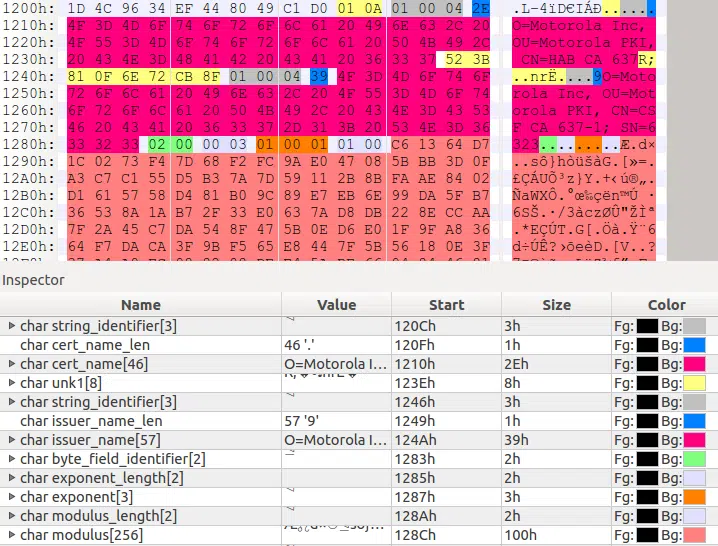 1200h: 1D 4C 96 34 EF 44 80 49 C1 D0 01 0A 01 00 04 2E .L–4ïD€IÁÐ......
1210h: 4F 3D 4D 6F 74 6F 72 6F 6C 61 20 49 6E 63 2C 20 O=Motorola Inc,
1220h: 4F 55 3D 4D 6F 74 6F 72 6F 6C 61 20 50 4B 49 2C OU=Motorola PKI,
1230h: 20 43 4E 3D 48 41 42 20 43 41 20 36 33 37 52 3B CN=HAB CA 637R;
1240h: 81 0F 6E 72 CB 8F 01 00 04 39 4F 3D 4D 6F 74 6F ..nrË....9O=Moto
1250h: 72 6F 6C 61 20 49 6E 63 2C 20 4F 55 3D 4D 6F 74 rola Inc, OU=Mot
1260h: 6F 72 6F 6C 61 20 50 4B 49 2C 20 43 4E 3D 43 53 orola PKI, CN=CS
1270h: 46 20 43 41 20 36 33 37 2D 31 3B 20 53 4E 3D 36 F CA 637-1; SN=6
1280h: 33 32 33 02 00 00 03 01 00 01 01 00 C6 13 64 D7 323.........Æ.d×
1290h: 1C 02 73 F4 7D 68 F2 FC 9A E0 47 08 5B BB 3D 0F ..sô}hòüšàG.[»=.
12A0h: A3 C7 C1 55 D5 B3 7A 7D 59 11 2B 8B FA AE 84 02 £ÇÁUÕ³z}Y.+‹ú®„.
12B0h: D1 61 57 58 D4 81 B0 9C 89 E7 EB 6E 99 DA 5F B7 ÑaWXÔ.°œ‰çën™Ú_·
12C0h: 36 53 8A 1A B7 2F 33 E0 63 7A D8 DB 22 8E CC AA 6SŠ.·/3àczØÛ"ŽÌª
12D0h: 7F 2A 45 C7 DA 54 8F 47 5B 0E D6 E0 1F 9F A8 36 .*EÇÚT.G[.Öà.Ÿ¨6
12E0h: 64 F7 DA CA 3F 9B F5 65 E8 44 7F 5B 56 18 0E 3F d÷ÚÊ?›õeèD.[V..?
Inspector
Name Value Start Size Color
char string_identifier[3] 120Ch 3h Fg: Bg:
char cert_name_len 46 '.' 120Fh 1h Fg: Bg:
char cert_name[46] O=Motorola I... 1210h 2Eh Fg: Bg:
char unk1[8] 123Eh 8h Fg: Bg:
char string_identifier[3] 1246h 3h Fg: Bg:
char issuer_name_len 57 '9' 1249h 1h Fg: Bg:
char issuer_name[57] O=Motorola I... 124Ah 39h Fg: Bg:
char byte_field_identifier[2] 1283h 2h Fg: Bg:
char exponent_length[2] 1285h 2h Fg: Bg:
char exponent[3] 1287h 3h Fg: Bg:
char modulus_length[2] 128Ah 2h Fg: Bg:
char modulus[256] 128Ch 100h Fg: Bg: